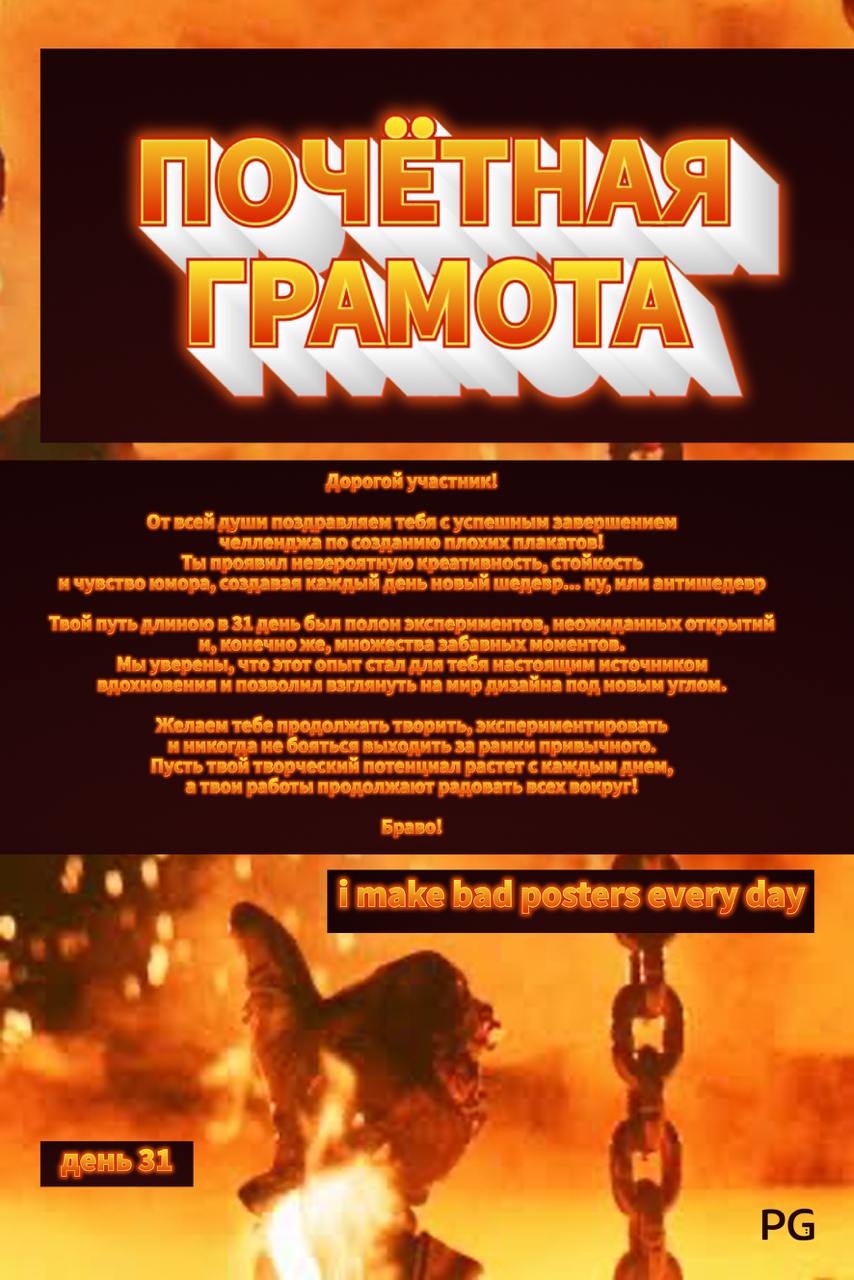 ПОЧЁТНАЯ
ГРАМОТА
Дорогой участник!
От всей души поздравляем тебя с успешным завершением
челленджа по созданию плохих плакатов!
Ты проявил невероятную креативность, стойкость
и чувство юмора, создавая каждый день новый шедевр... ну, или антишедевр
Твой путь длиною в 31 день был полон экспериментов, неожиданных открытий
и, конечно же, множества забавных моментов.
Мы уверены, что этот опыт стал для тебя настоящим источником
вдохновения и позволил взглянуть на мир дизайна под новым углом.
Желаем тебе продолжать творить, экспериментировать
и никогда не бояться выходить за рамки привычного.
Пусть твой творческий потенциал растет с каждым днем,
а твои работы продолжают радовать всех вокруг!
Браво!
i make bad posters every day
день 31
PG